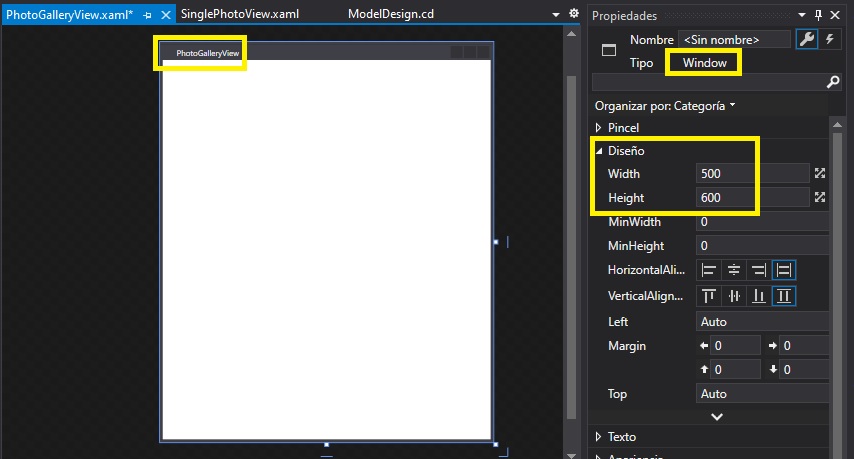 PhotoGalleryView.xaml* SinglePhotoView.xaml ModelDesign.cd
PhotoGalleryView
Propiedades
Nombre <Sin nombre>
Tipo Window
Organizar por: Categoría
Pincel
Diseño
Width 500
Height 600
MinWidth 0
MinHeight 0
HorizontalAli...
VerticalAlign...
Left Auto
Margin 0 0
0 0
Top Auto
Texto
Apariencia